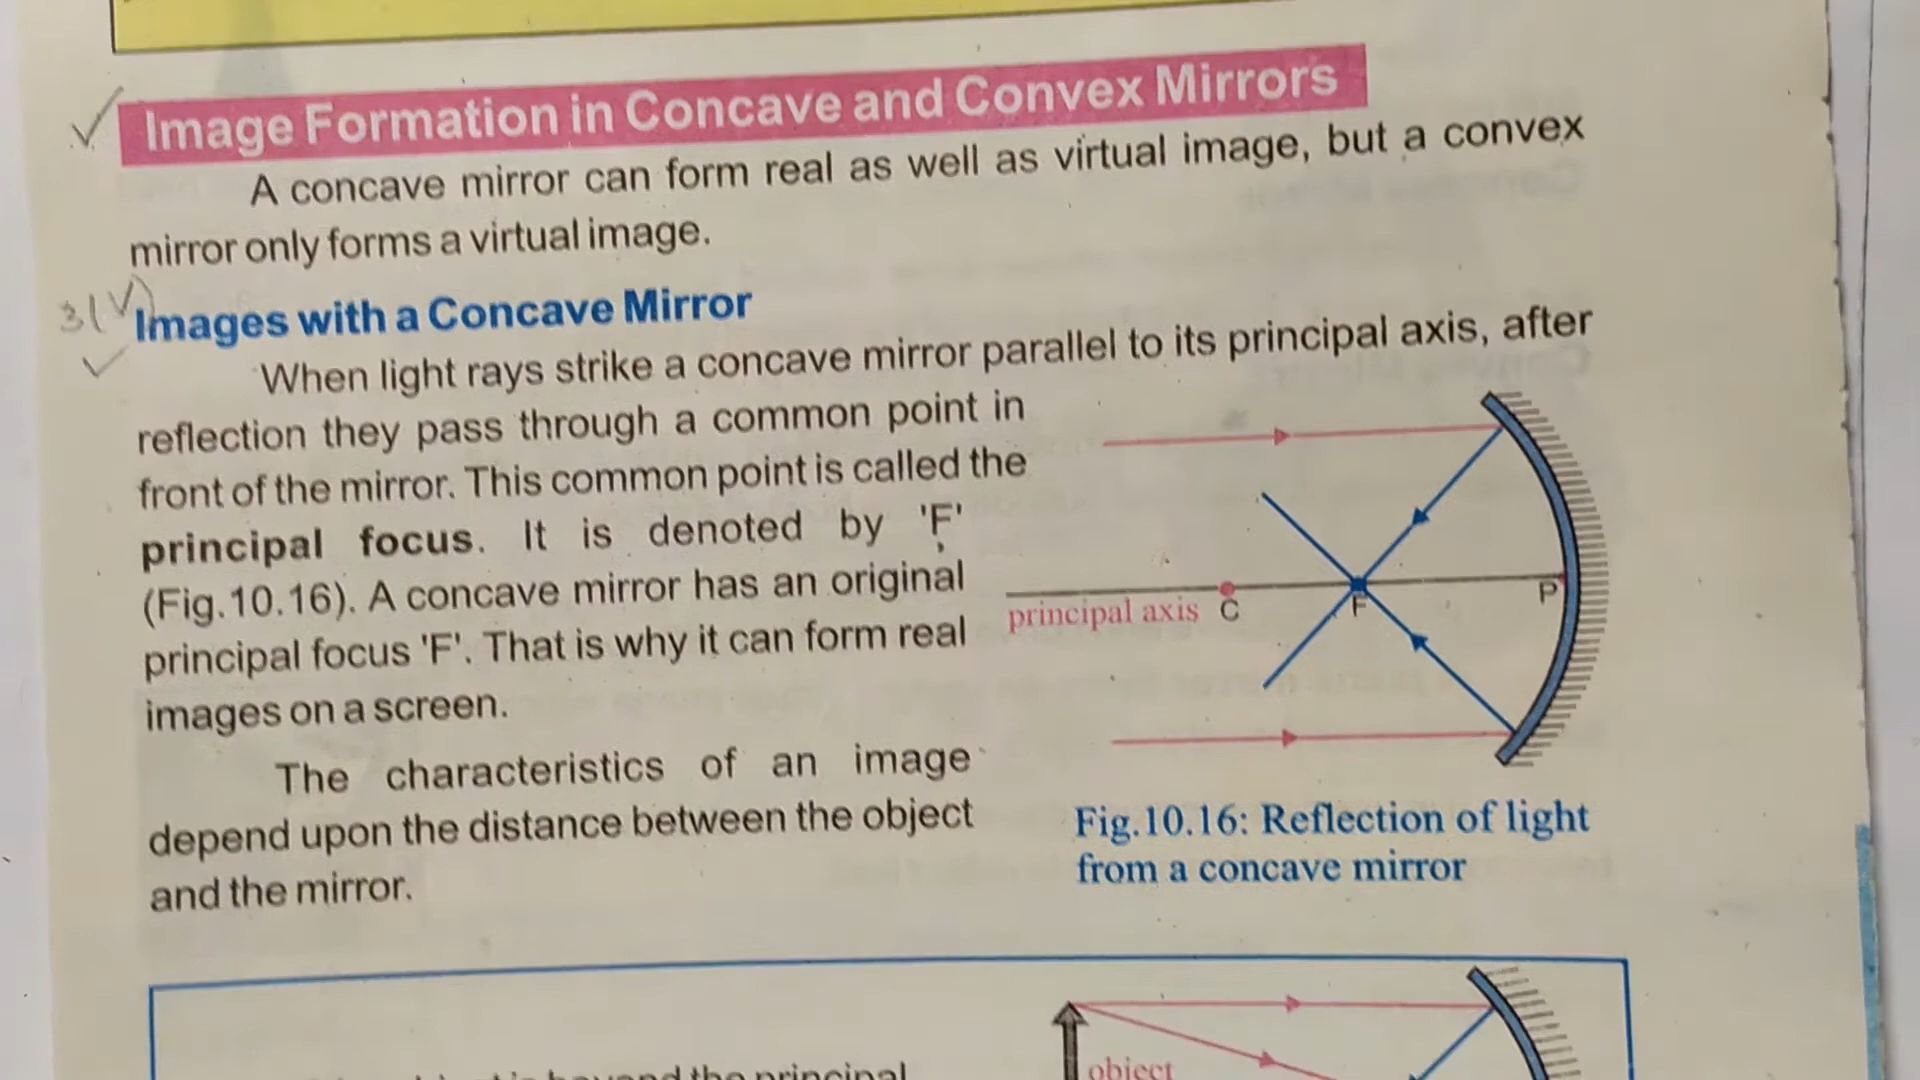 Image Formation in Concave and Convex Mirrors
A concave mirror can form real as well as virtual image, but a convex
mirror only forms a virtual image.
3(V)
Images with a Concave Mirror
When light rays strike a concave mirror parallel to its principal axis, after
reflection they pass through a common point in
front of the mirror. This common point is called the
principal focus. It is denoted by 'F'
(Fig.10.16). A concave mirror has an original
principal focus 'F'. That is why it can form real
images on a screen.
The characteristics of an image
depend upon the distance between the object
and the mirror.
principal axis C F P
Fig.10.16: Reflection of light
from a concave mirror
object
beyond the principal